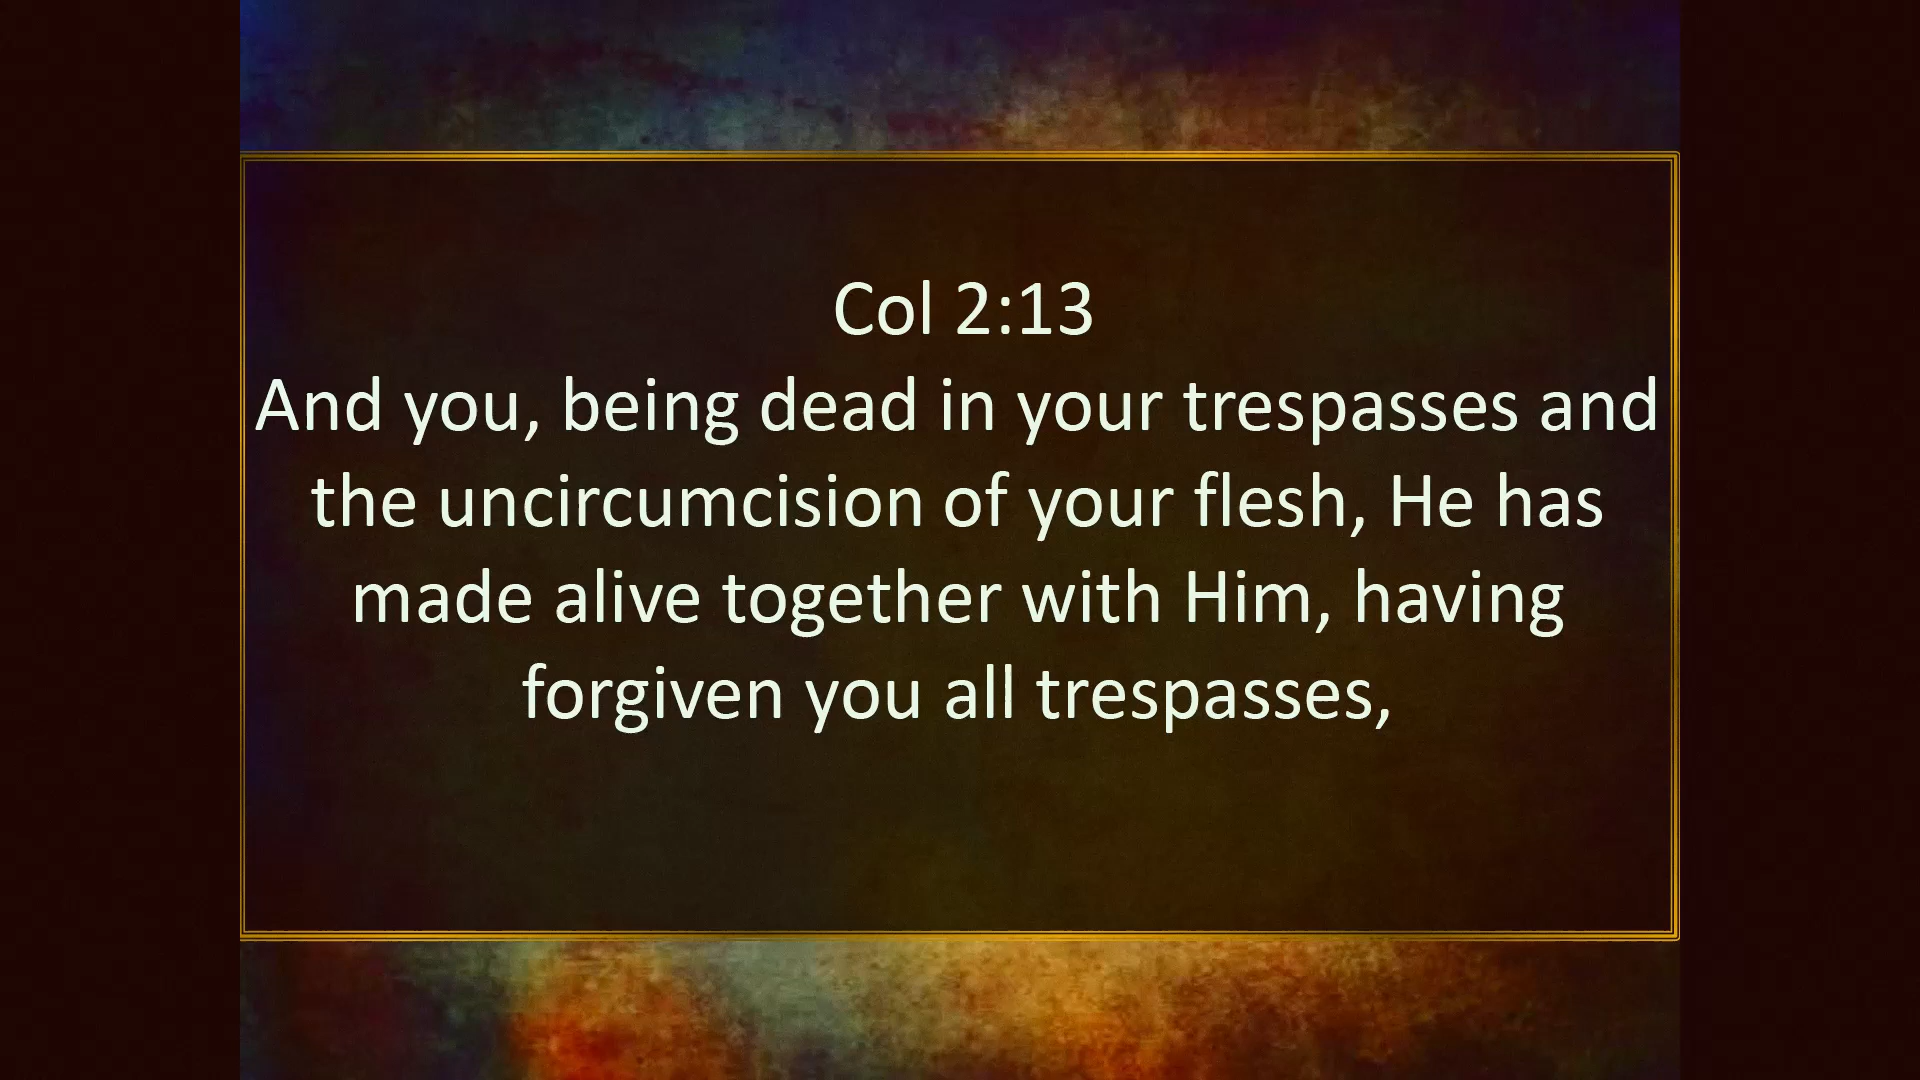 Col 2:13
And you, being dead in your trespasses and
the uncircumcision of your flesh, He has
made alive together with Him, having
forgiven you all trespasses,